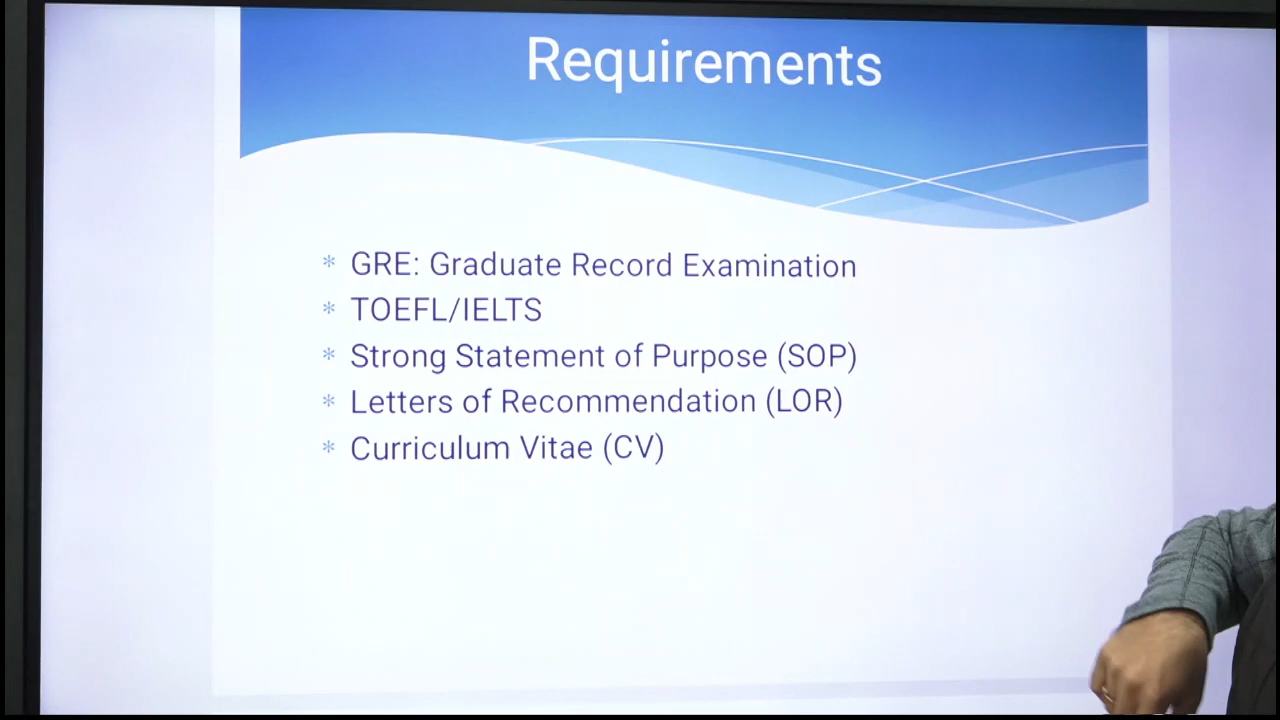 Requirements
* GRE: Graduate Record Examination
* TOEFL/IELTS
* Strong Statement of Purpose (SOP)
* Letters of Recommendation (LOR)
* Curriculum Vitae (CV)